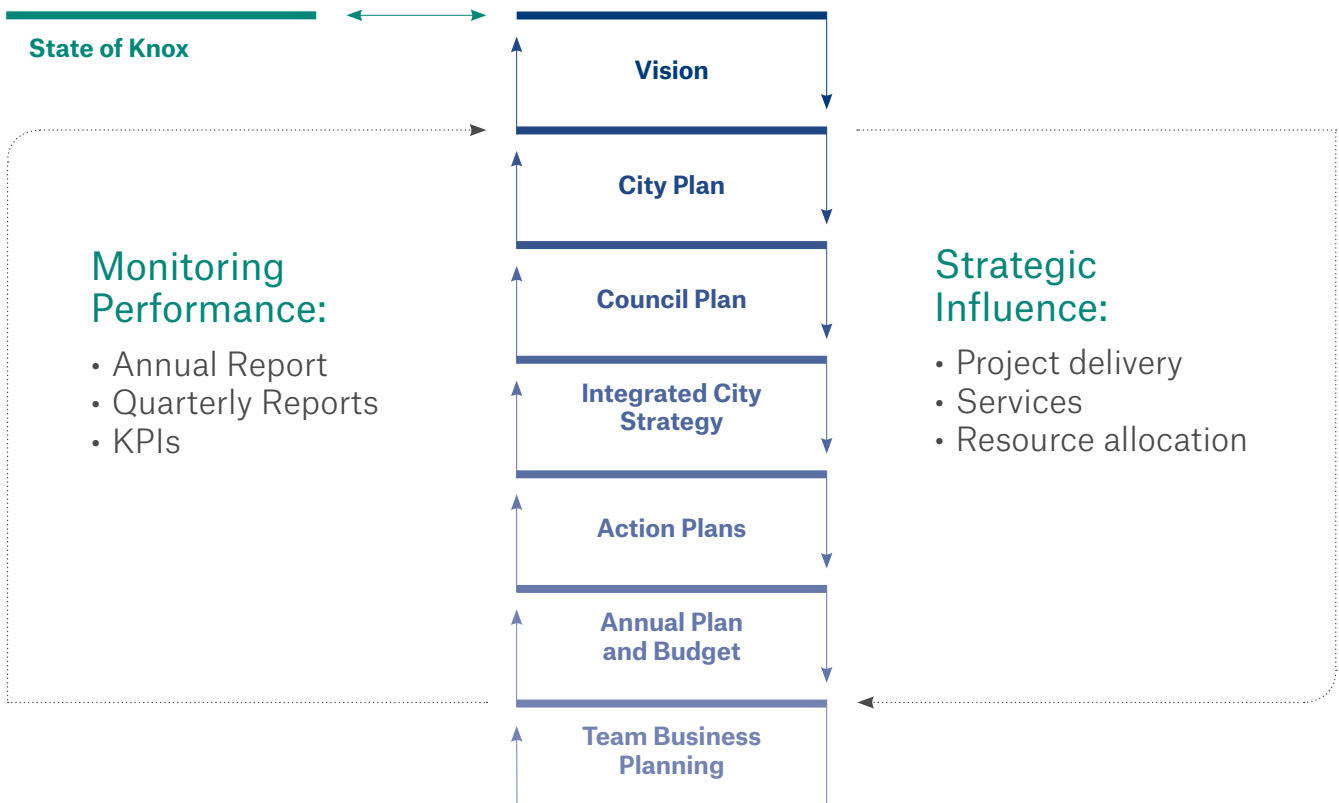 State of Knox
Vision
City Plan
Council Plan
Integrated City
Strategy
Action Plans
Annual Plan
and Budget
Team Business
Planning
Monitoring
Performance:
• Annual Report
• Quarterly Reports
• KPIs
Strategic
Influence:
• Project delivery
• Services
• Resource allocation